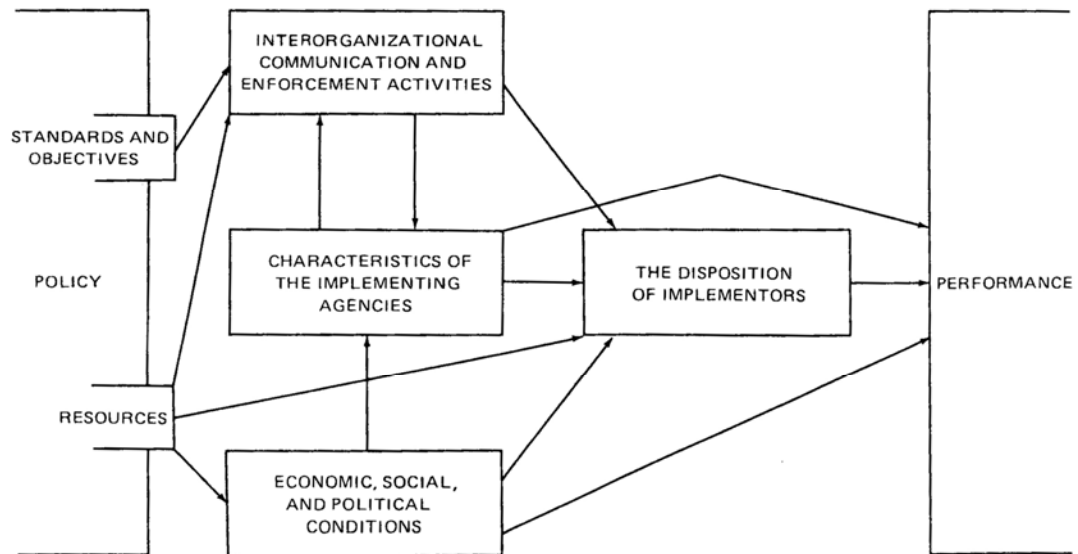 INTERORGANIZATIONAL
COMMUNICATION AND
ENFORCEMENT ACTIVITIES
STANDARDS AND
OBJECTIVES
POLICY
CHARACTERISTICS OF
THE IMPLEMENTING
AGENCIES
THE DISPOSITION
OF IMPLEMENTORS
PERFORMANCE
RESOURCES
ECONOMIC, SOCIAL,
AND POLITICAL
CONDITIONS